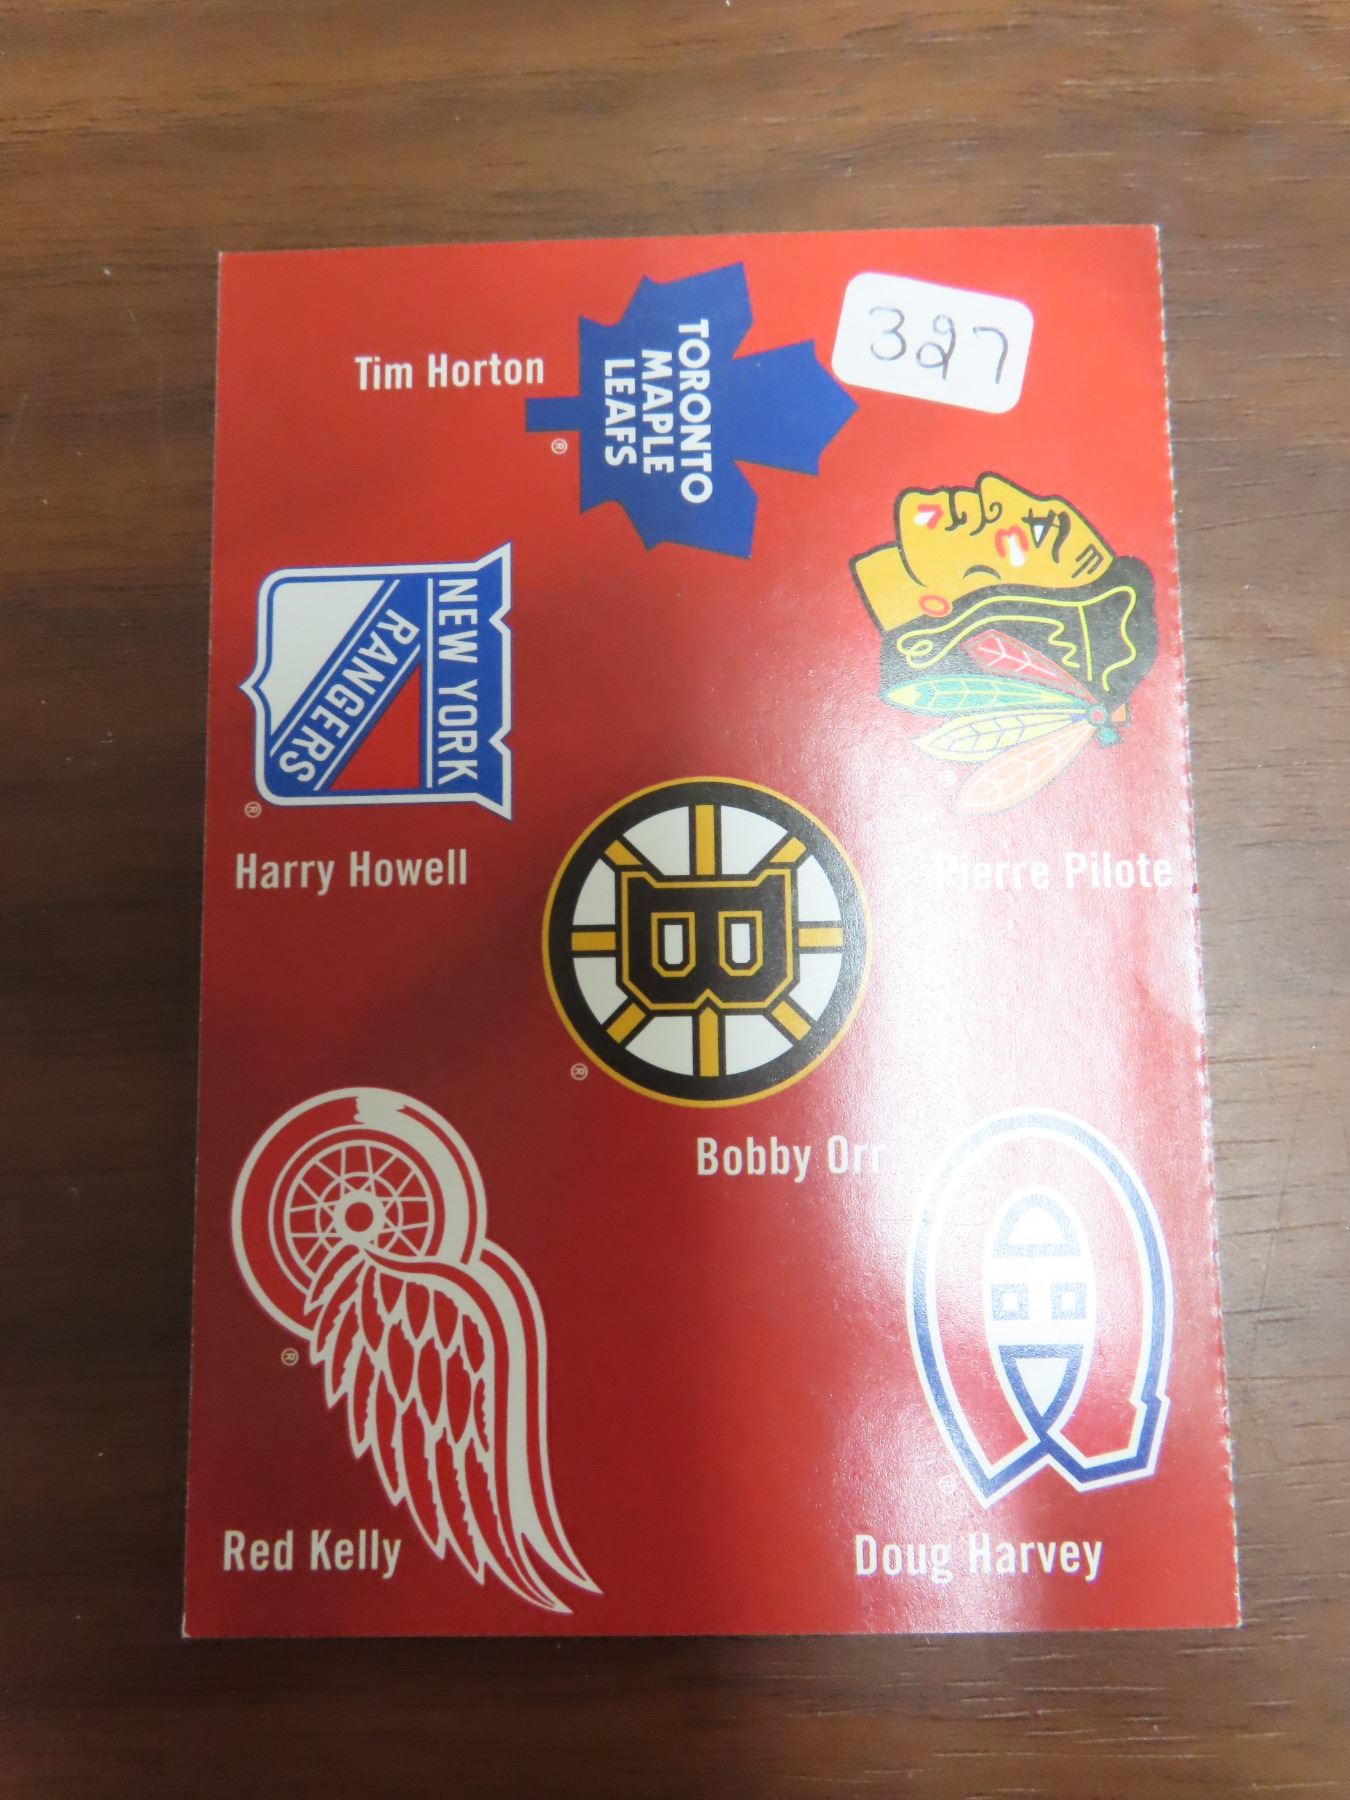 327
Tim Horton
TORONTO
MAPLE
LEAFS
®
NEW YORK
RANGERS
®
Harry Howell
Pierre Pilote
B
®
Bobby Orr
®
CH
®
Red Kelly
Doug Harvey